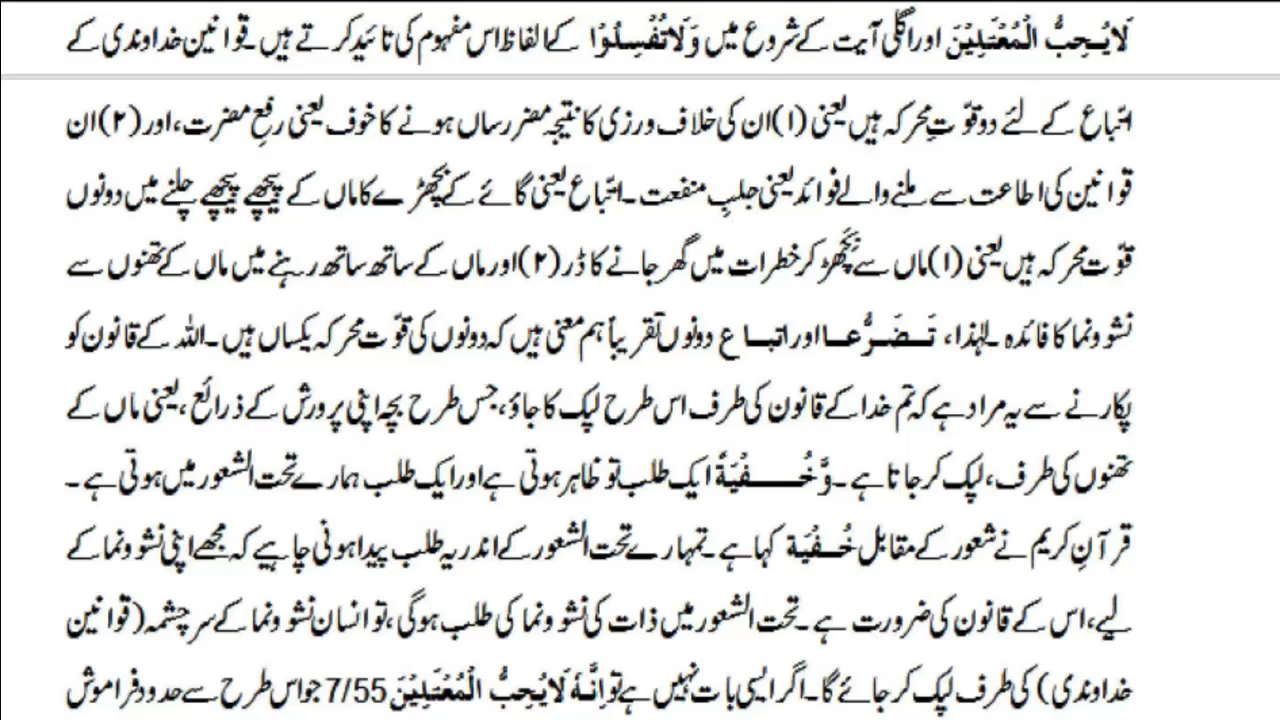 لَا یُحِبُّ الْمُعْتَدِیْنَ اور اگلی آیت کے شروع میں وَلَا تُفْسِدُوْا کے الفاظ اس مفہوم کی تائید کرتے ہیں۔ قوانین خداوندی کے
اتّباع کے لئے دو قوّتِ محرکہ ہیں یعنی (۱) ان کی خلاف ورزی کا نتیجہ مضر رساں ہونے کا خوف یعنی رفعِ مضرت، اور (۲) ان
قوانین کی اطاعت سے ملنے والے فوائد یعنی جلبِ منفعت۔ اتّباع یعنی گائے کے بچھڑے کا ماں کے پیچھے پیچھے چلنے میں دونوں
قوّت محرکہ ہیں یعنی (۱) ماں سے بچھڑ کر خطرات میں گھر جانے کا ڈر (۲) اور ماں کے ساتھ ساتھ رہنے میں ماں کے تھنوں سے
نشوونما کا فائدہ۔ لہٰذا، تَضَرُّعا اور اتباع دونوں تقریباً ہم معنی ہیں کہ دونوں کی قوّت محرکہ یکساں ہیں۔ اللہ کے قانون کو
پکارنے سے یہ مراد ہے کہ تم خدا کے قانون کی طرف اس طرح لپک کا جاؤ، جس طرح بچہ اپنی پرورش کے ذرائع، یعنی ماں کے
تھنوں کی طرف، لپک کر جاتا ہے۔ وَّخُفْیَةً ایک طلب تو ظاہر ہوتی ہے اور ایک طلب ہمارے تحت الشعور میں ہوتی ہے۔
قرآنِ کریم نے شعور کے مقابل خُفْیَة کہا ہے۔ تمہارے تحت الشعور کے اندر یہ طلب پیدا ہونی چاہیے کہ مجھے اپنی نشوونما کے
لیے، اس کے قانون کی ضرورت ہے۔ تحت الشعور میں ذات کی نشوونما کی طلب ہوگی، تو انسان نشوونما کے سرچشمہ (قوانین
خداوندی) کی طرف لپک کر جائے گا۔ اگر ایسی بات نہیں ہے تو اِنَّهٗ لَا یُحِبُّ الْمُعْتَدِیْنَ 7/55 جو اس طرح سے حدود فراموش